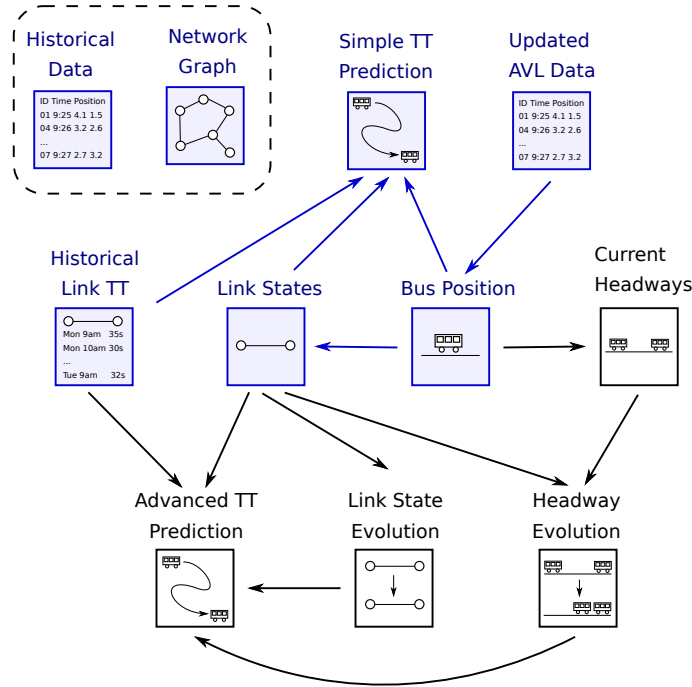 Historical
Data
ID Time Position
01 9:25 4.1 1.5
04 9:26 3.2 2.6
...
07 9:27 2.7 3.2
Network
Graph
Simple TT
Prediction
Updated
AVL Data
ID Time Position
01 9:25 4.1 1.5
04 9:26 3.2 2.6
...
07 9:27 2.7 3.2
Historical
Link TT
Mon 9am 35s
Mon 10am 30s
...
Tue 9am 32s
Link States
Bus Position
Current
Headways
Advanced TT
Prediction
Link State
Evolution
Headway
Evolution